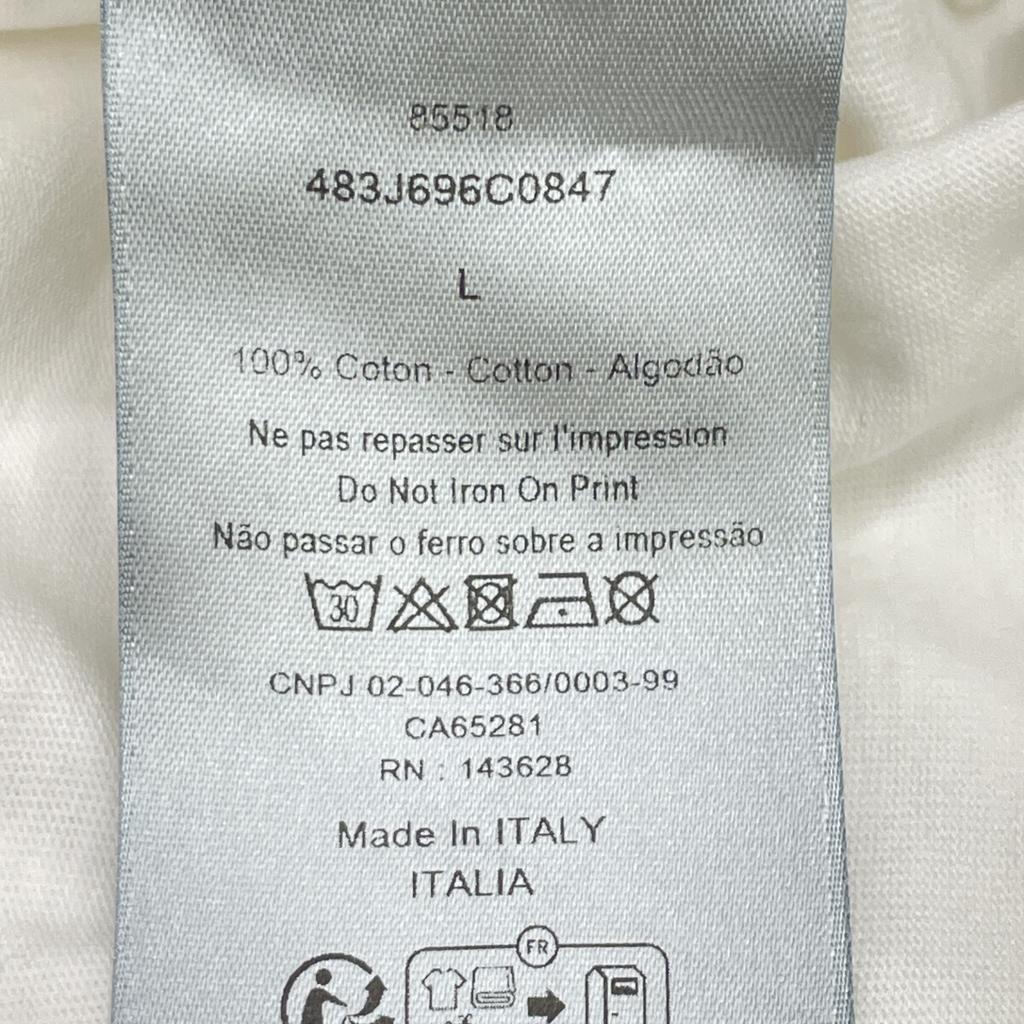 85518
483J696C0847
L
100% Coton - Cotton - Algodão
Ne pas repasser sur l'impression
Do Not Iron On Print
Não passar o ferro sobre a impressão
30
CNPJ 02-046-366/0003-99
CA65281
RN : 143628
Made In ITALY
ITALIA
FR